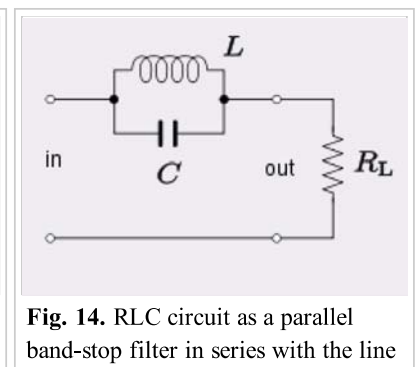 L
in
C
out
RL
Fig. 14. RLC circuit as a parallel
band-stop filter in series with the line